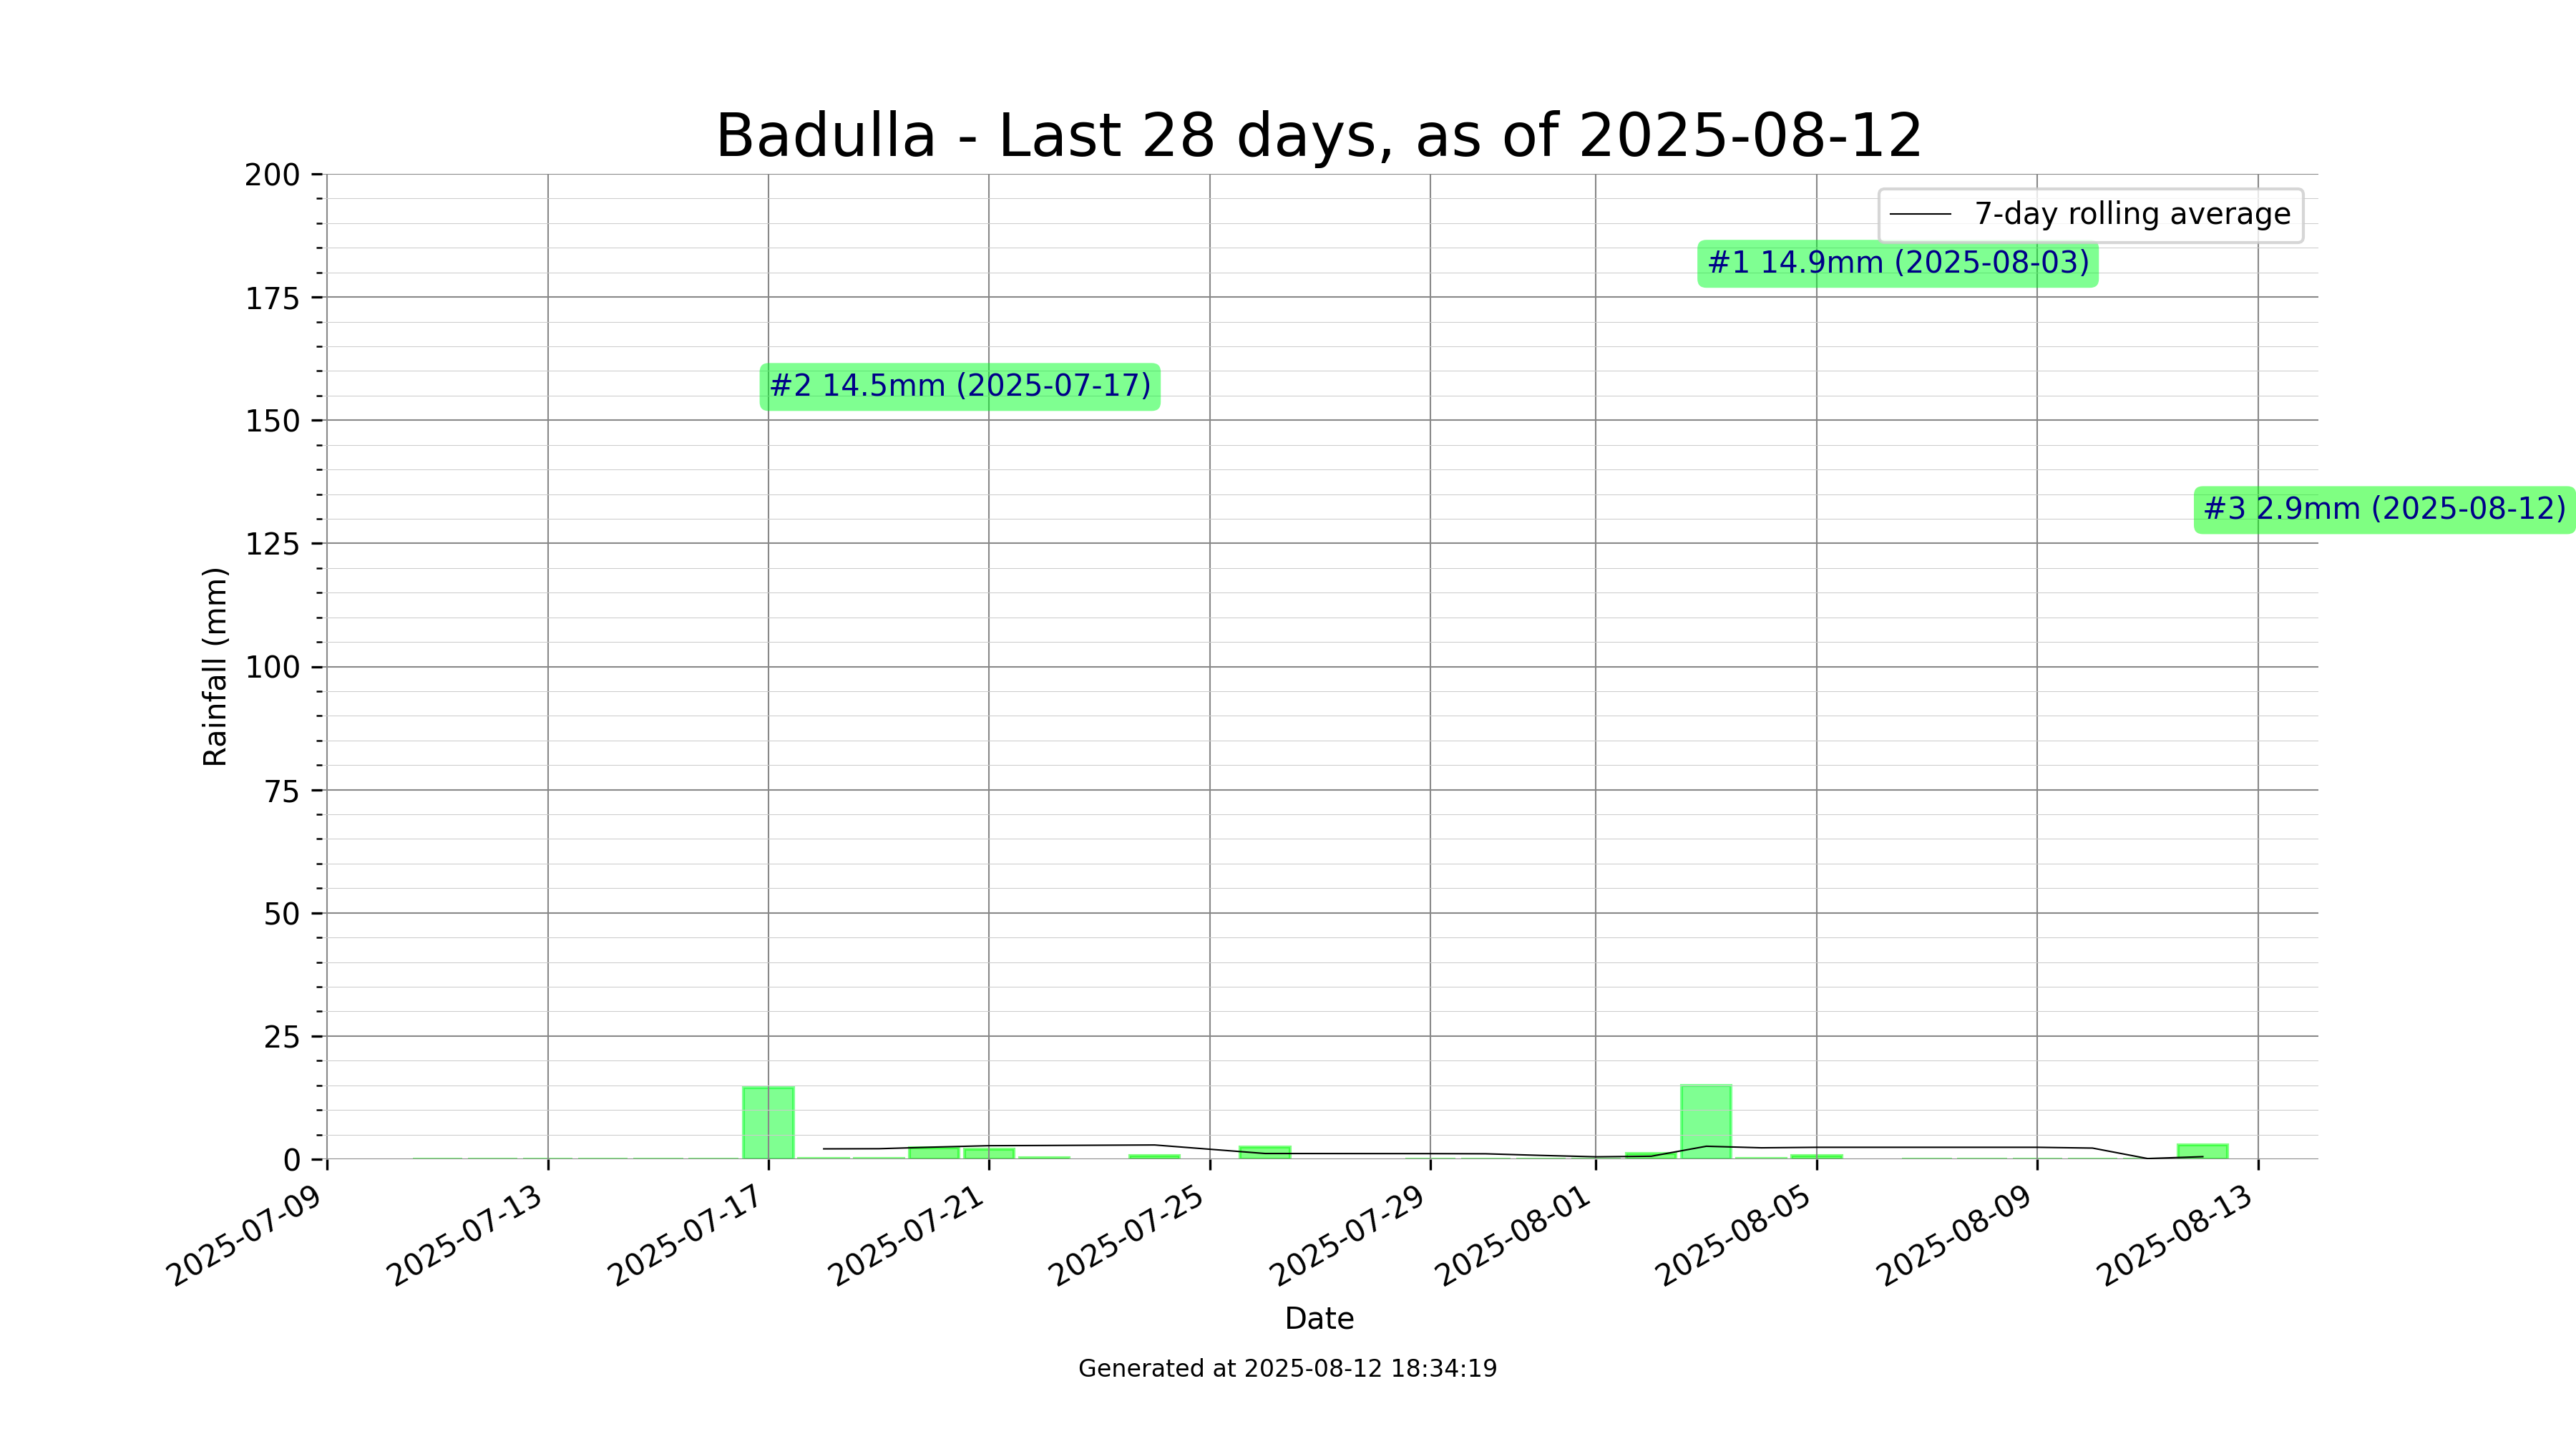 Badulla - Last 28 days, as of 2025-08-12
200
175
150
125
100
75
50
25
0
Rainfall (mm)
7-day rolling average
#1 14.9mm (2025-08-03)
#2 14.5mm (2025-07-17)
#3 2.9mm (2025-08-12)
2025-07-09
2025-07-13
2025-07-17
2025-07-21
2025-07-25
2025-07-29
2025-08-01
2025-08-05
2025-08-09
2025-08-13
Date
Generated at 2025-08-12 18:34:19